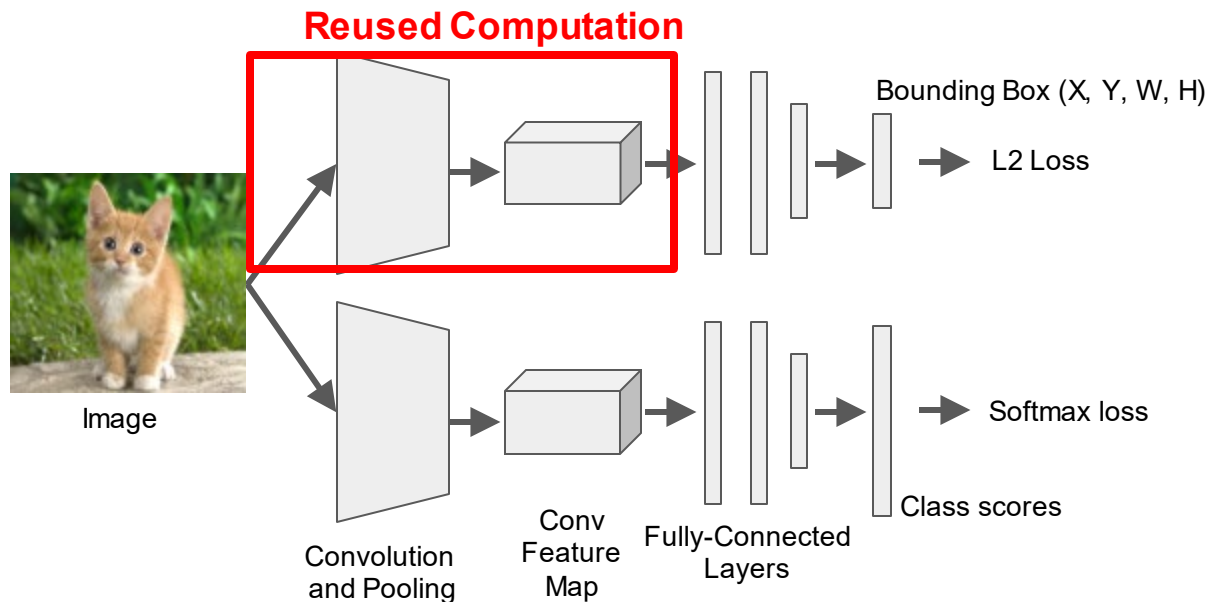 Reused Computation
Bounding Box (X, Y, W, H)
L2 Loss
Image
Softmax loss
Class scores
Convolution
and Pooling
Conv
Feature
Map
Fully-Connected
Layers